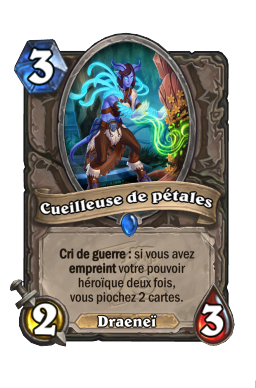 3
Cueilleuse de pétales
Cri de guerre : si vous avez
empreint votre pouvoir
héroïque deux fois,
vous piochez 2 cartes.
2
Draeneï
3